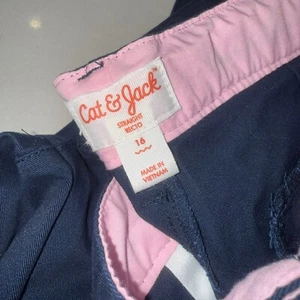 Cat & Jack
STRAIGHT
RECTO
16
MADE IN
VIETNAM